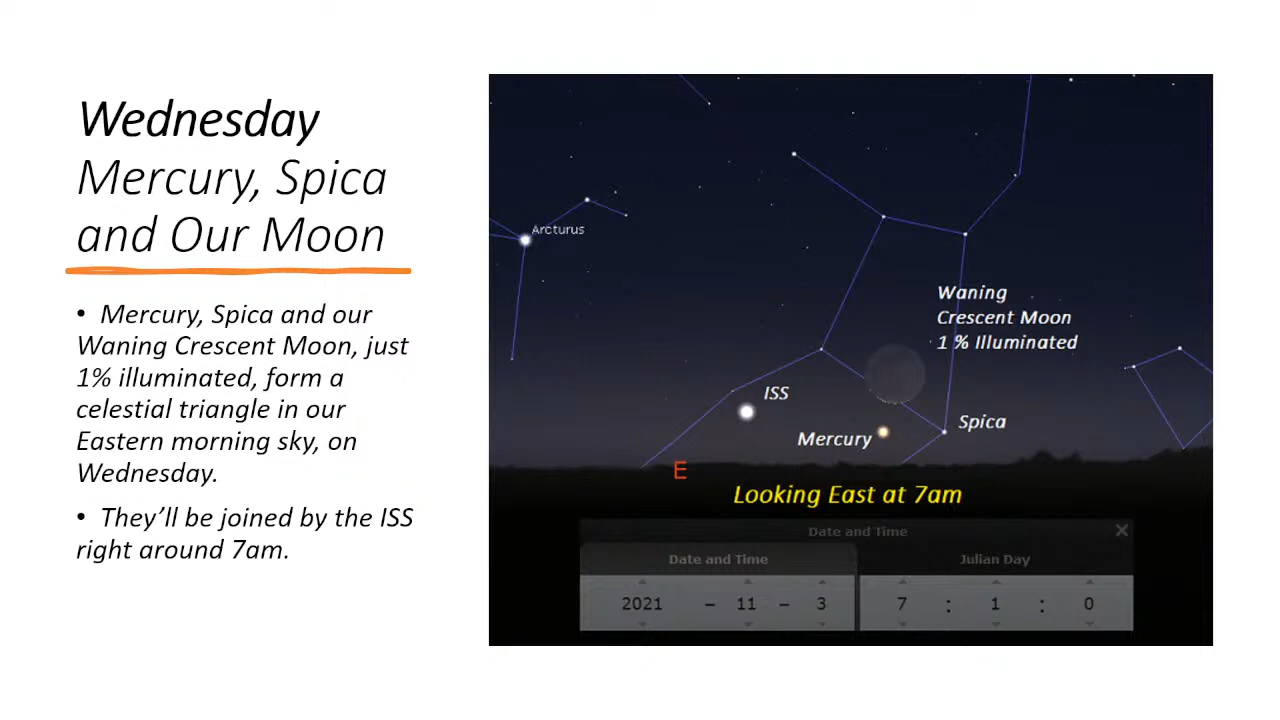 Wednesday
Mercury, Spica
and Our Moon
• Mercury, Spica and our
Waning Crescent Moon, just
1% illuminated, form a
celestial triangle in our
Eastern morning sky, on
Wednesday.
• They’ll be joined by the ISS
right around 7am.
Arcturus
Waning
Crescent Moon
1 % Illuminated
ISS
Spica
Mercury
E
Looking East at 7am
Date and Time
Date and Time
Julian Day
2021 – 11 – 3
7 : 1 : 0